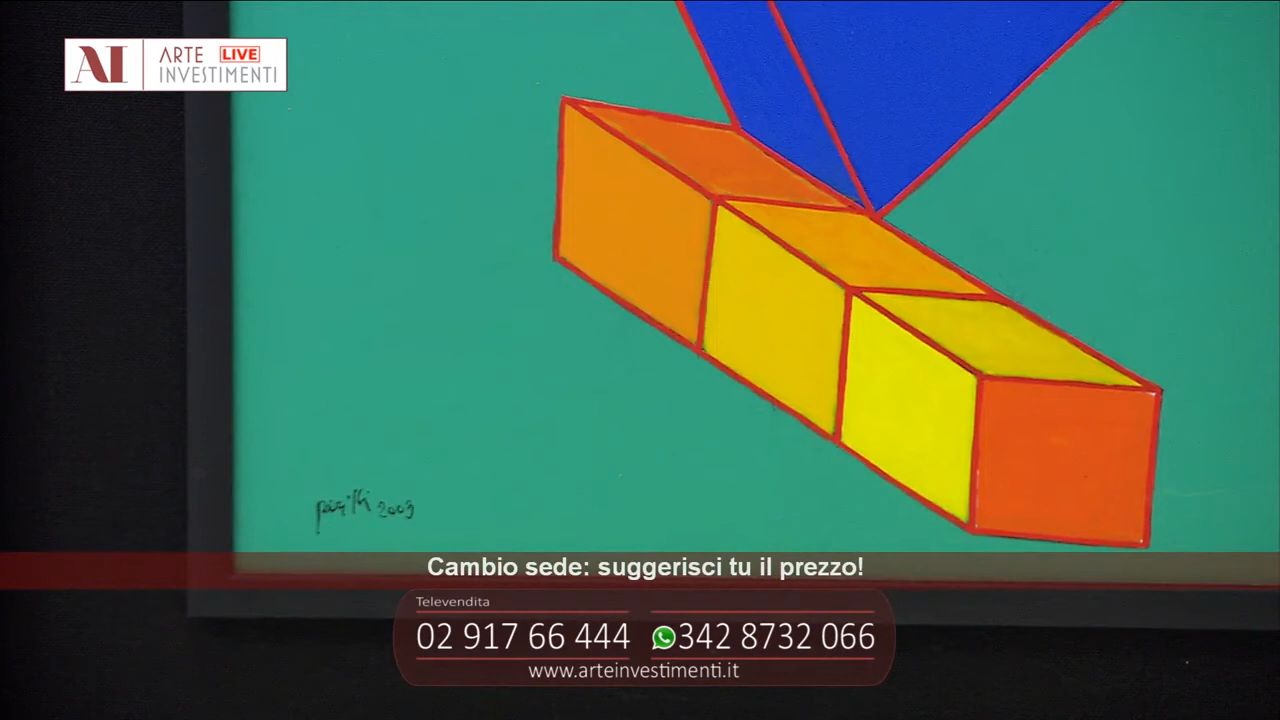 AI
ARTE LIVE
INVESTIMENTI
perilli 2003
Cambio sede: suggerisci tu il prezzo!
Televendita
02 917 66 444 342 8732 066
www.arteinvestimenti.it